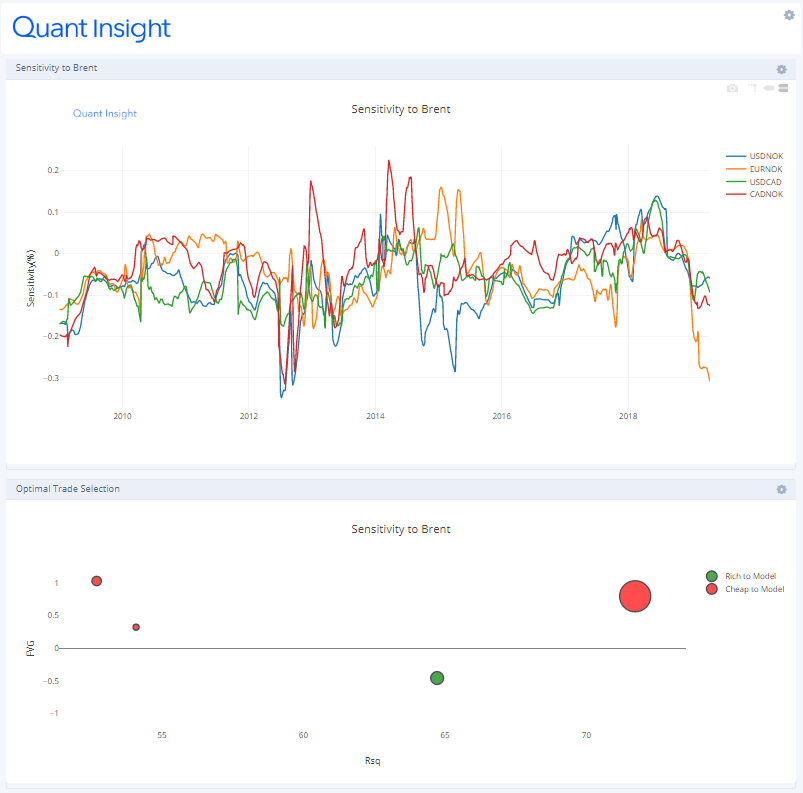 Quant Insight
Sensitivity to Brent
Sensitivity to Brent
Quant Insight
USDNOK
EURNOK
USDCAD
CADNOK
Sensitivity(%)
0.2
0.1
0
−0.1
−0.2
−0.3
2010 2012 2014 2016 2018
Optimal Trade Selection
Sensitivity to Brent
Rich to Model
Cheap to Model
FVG
1
0.5
0
−0.5
−1
55 60 65 70
Rsq